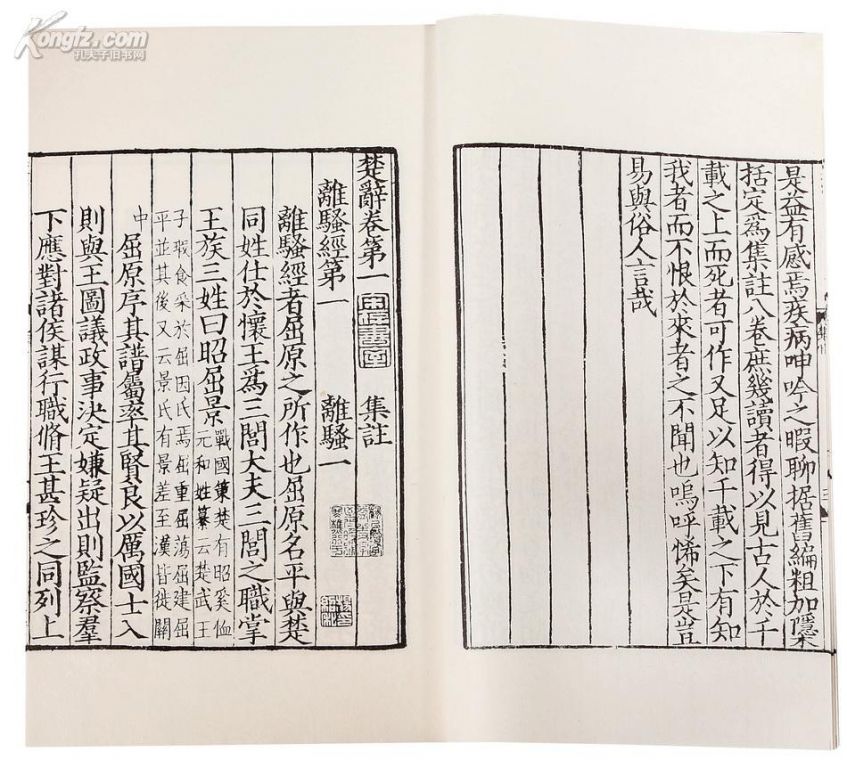 Kongfz.com
孔夫子旧书网
是益有感焉疾病呻吟之暇聊据舊編粗加隱
括定爲集註八卷庶幾讀者得以見古人於千
載之上而死者可作又足以知千載之下有知
我者而不恨於來者之不聞也嗚呼悕矣是豈
易與俗人言哉
楚辭卷第一 集註
離騷經第一 離騷一
離騷經者屈原之所作也屈原名平與楚
同姓仕於懷王爲三閭大夫三閭之職掌
王族三姓曰昭屈景
戰國策楚有昭奚恤
元和姓纂云楚武王
子瑕食采於屈因氏焉屈重屈蕩屈建屈
平並其後又云景氏有景差至漢皆徙關
中
屈原序其譜屬率其賢良以厲國士入
則與王圖議政事決定嫌疑出則監察羣
下應對諸侯謀行職脩王甚珍之同列上